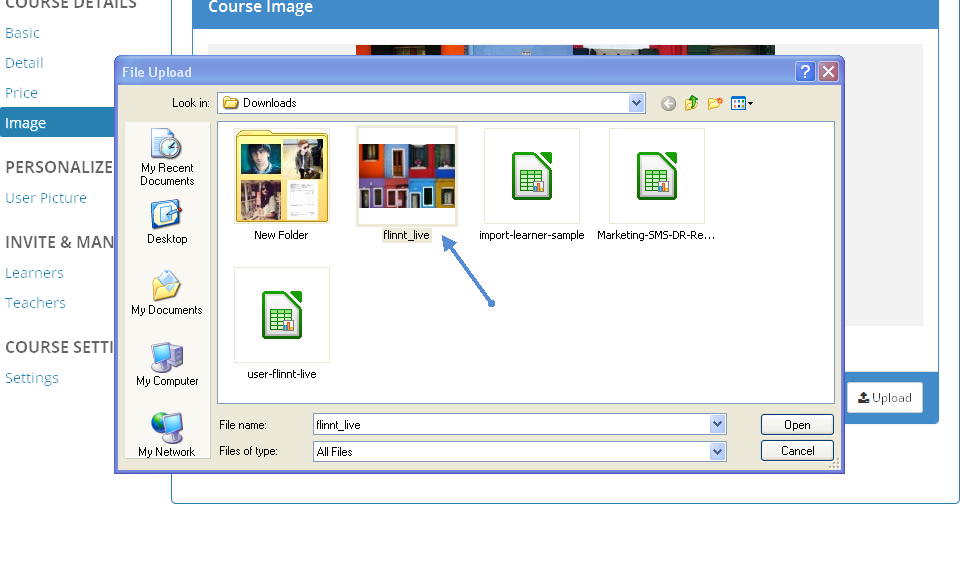 COURSE DETAILS
Basic
Detail
Price
Image
PERSONALIZE
User Picture
INVITE & MAN
Learners
Teachers
COURSE SETTI
Settings
Course Image
File Upload
Look in:
Downloads
My Recent
Documents
Desktop
My Documents
My Computer
My Network
New Folder
flinnt_live
import-learner-sample
Marketing-SMS-DR-Re...
user-flinnt-live
File name:
flinnt_live
Open
Files of type:
All Files
Cancel
Upload